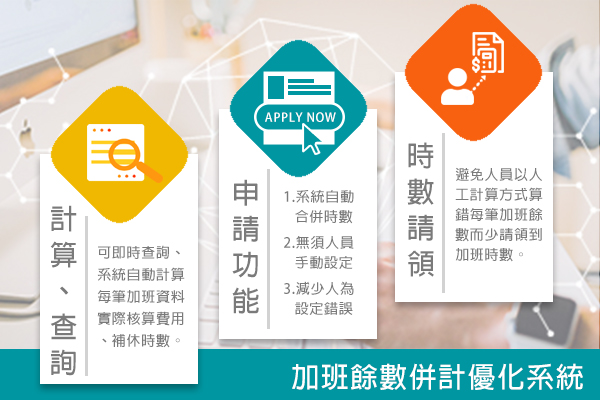 計算、查詢
可即時查詢、
系統自動計算
每筆加班資料
實際核算費用
、補休時數。
APPLY NOW
申請功能
1.系統自動
合併時數
2.無須人員
手動設定
3.減少人為
設定錯誤
$
時數請領
避免人員以人
工計算方式算
錯每筆加班餘
數而少請領到
加班時數。
加班餘數併計優化系統